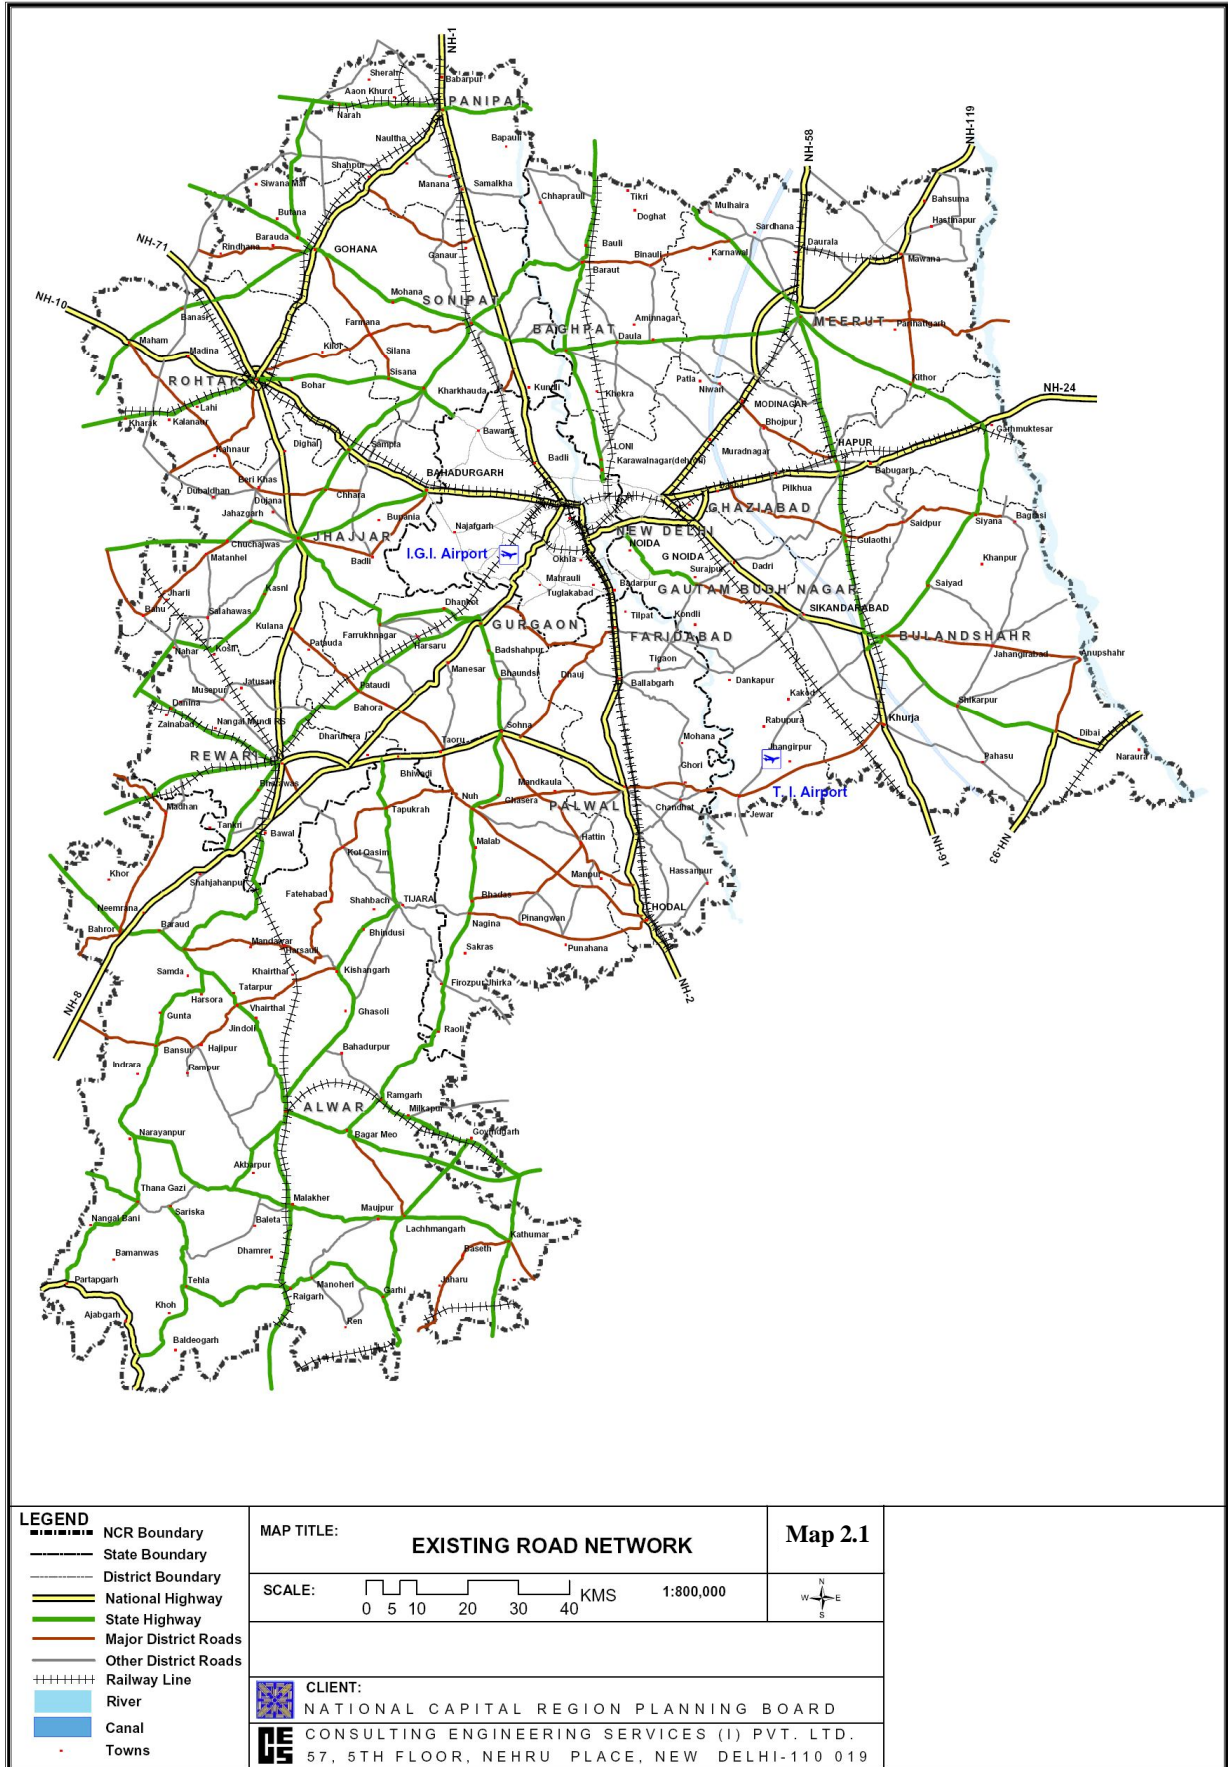 NH-1
Babarpur
Sherah
Aaon Khurd
PANIPAT
Narah
NH-119
NH-58
Naultha
Bapauli
Shahpur
Siwana Mal
Manana
Samalkha
Chhaprauli
Tikri
Doghat
Mulhaira
Bahsuma
Hastinapur
Butana
Sardhana
NH-71
Barauda
Rindhana
GOHANA
Ganaur
Bauli
Binauli
Karnawal
Daurala
Mawana
Baraut
NH-10
Mohana
SONIPAT
Banasi
Farmana
BAGHPAT
Aminnagar
MEERUT
Parikhatigarh
Maham
Madina
Kiloi
Silana
Daula
ROHTAK
Bohar
Sisana
Kharkhauda
Kundli
Khekra
Patla
Niwari
Kithor
NH-24
Lahi
Kharak
Kalanaur
MODINAGAR
Bhojpur
Garhmuktesar
Bawana
Kahnaur
Dighal
Sampla
LONI
Muradnagar
HAPUR
Badli
Karawalnagar(dehat)
BAHADURGARH
Babugarh
Beri Khas
Dubaldhan
Dujana
Chhara
Dasna
Pilkhua
Jahazgarh
Bupania
GHAZIABAD
Najafgarh
Saidpur
Siyana
Bagrasi
JHAJJAR
NEW DELHI
Chuchajwas
I.G.I. Airport
NOIDA
Gulaothi
Matanhel
Badli
Okhla
G NOIDA
Khanpur
Surajpur
Dadri
Mahrauli
Badarpur
Jharli
Kasnl
Tuglakabad
GAUTAM BUDH NAGAR
Saiyad
Bahu
Salahawas
Dhankot
Tilpat
Kondli
SIKANDARABAD
Kulana
Farrukhnagar
GURGAON
FARIDABAD
BULANDSHAHR
Patauda
Harsaru
Nahar
Kosli
Badshahpur
Tigaon
Jahangirabad
Anupshahr
Manesar
Bhaundsi
Dhauj
Ballabgarh
Dankapur
Musepur
Jatusan
Pataudi
Kakod
Danina
Bahora
Shikarpur
Zainabad
Nangal Mundi RS
Sohna
Rabupura
Khurja
Dharuhera
Taoru
Mohana
Jhangirpur
Dibai
REWARI
Naraura
Bhiwadi
Ghori
Pahasu
Bhiwawas
Mandkaula
T. I. Airport
Nuh
Ghasera
PALWAL
Chandhat
Madhan
Tapukrah
Jewar
Tankri
Bawal
Malab
Hattin
NH-93
NH-91
Kot Qasim
Khor
Shahjahanpur
Manpur
Hassanpur
Fatehabad
Bhadas
Neemrana
Shahbach
TIJARA
HODAL
Bahror
Baraud
Nagina
Pinangwan
Bhindusi
Mandawar
Harsauli
Sakras
Punahana
Samda
Khairthal
Kishangarh
Tatarpur
Firozpur Jhirka
NH-2
NH-8
Harsora
Gunta
Vhairthal
Ghasoli
Jindoli
Raoli
Bansur
Hajipur
Bahadurpur
Indrara
Rampur
Ramgarh
ALWAR
Milkapur
Narayanpur
Bagar Meo
Govindgarh
Akbarpur
Thana Gazi
Malakher
Maujpur
Sariska
Nangal Bani
Baleta
Lachhmangarh
Kathumar
Bamanwas
Dhamrer
Baseth
Partapgarh
Tehla
Manoheri
Jharu
Garhi
Rajgarh
Khoh
Ajabgarh
Ren
Baldeogarh
LEGEND
NCR Boundary
State Boundary
District Boundary
National Highway
State Highway
Major District Roads
Other District Roads
Railway Line
River
Canal
Towns
MAP TITLE:
EXISTING ROAD NETWORK
Map 2.1
SCALE:
0 5 10 20 30 40 KMS
1:800,000
N
W E
S
CLIENT:
NATIONAL CAPITAL REGION PLANNING BOARD
CES
CONSULTING ENGINEERING SERVICES (I) PVT. LTD.
57, 5TH FLOOR, NEHRU PLACE, NEW DELHI-110 019